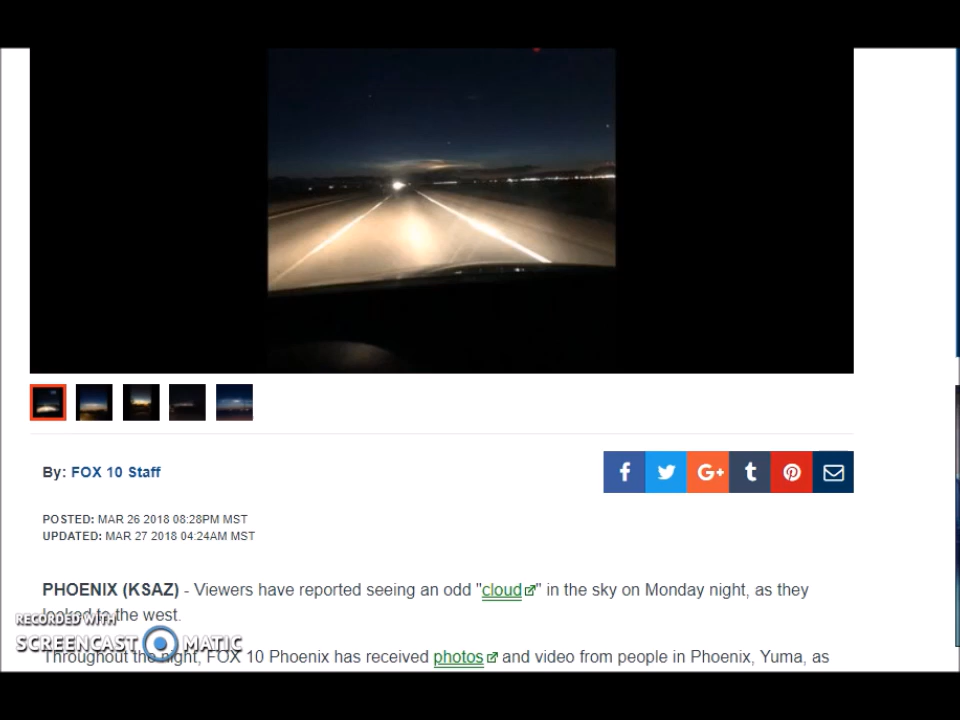 By: FOX 10 Staff
f G+ t
POSTED: MAR 26 2018 08:28PM MST
UPDATED: MAR 27 2018 04:24AM MST
PHOENIX (KSAZ) - Viewers have reported seeing an odd "cloud" in the sky on Monday night, as they
looked to the west.
RECORDED WITH
SCREENCAST MATIC
Throughout the night, FOX 10 Phoenix has received photos and video from people in Phoenix, Yuma, as